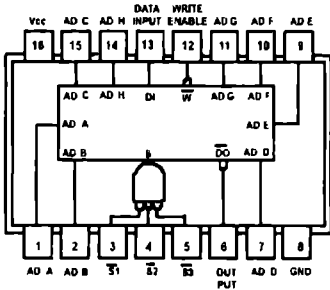 DATA WRITE
Vcc AD C AD H INPUT ENABLE AD G AD F AD E
16 15 14 13 12 11 10 9
AD C AD H DI W AD G AD F
AD A AD E
AD B DO AD D
1 2 3 4 5 6 7 8
AD A AD B S1 S2 S3 OUT PUT AD D GND